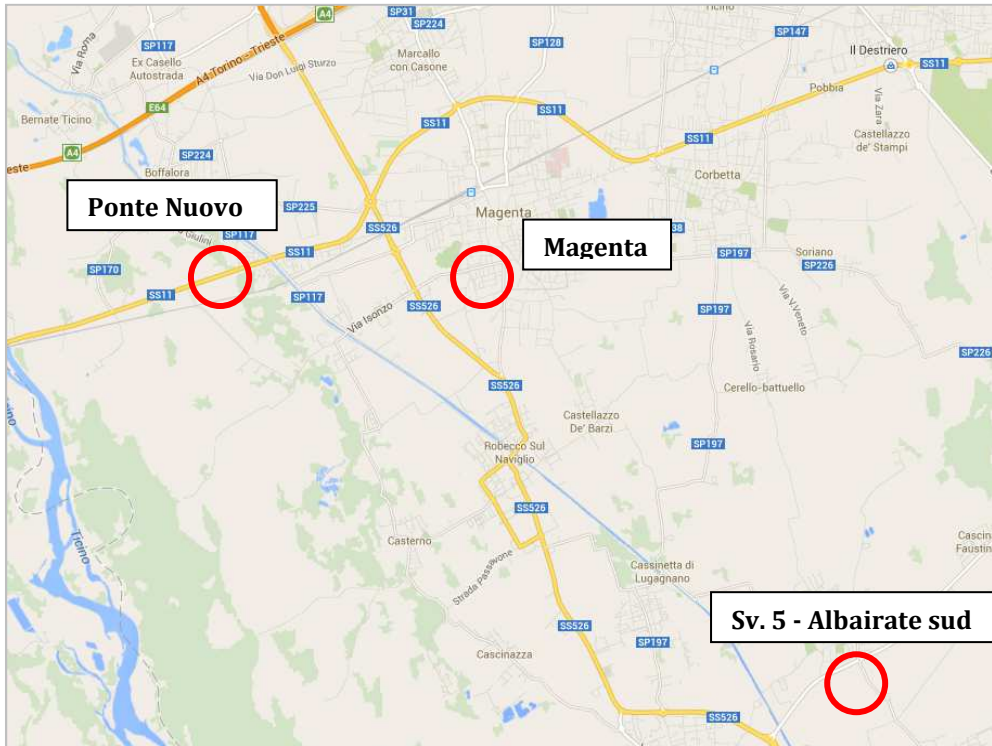 SP31
SP224
Ticino
SP147
Via Roma
SP117
Ex Casello
Autostrada
A4 Torino - Trieste
Via Don Luigi Sturzo
Marcallo
con Casone
SP128
Il Destriero
SS11
Pobbia
E64
Bernate Ticino
SS11
SS11
SS11
Via Zara
Castellazzo
de' Stampi
A4
A4
SP224
Boffalora
Corbetta
Ponte Nuovo
SP225
SS526
Magenta
Magenta
SP117
SS11
SP197
Soriano
SP226
SP170
SS11
SP117
SS526
Via Isonzo
SP197
Via V.Veneto
Via Rosario
SP226
SS526
Cerello-battuello
Castellazzo
De' Barzi
Robecco Sul
Naviglio
SP197
SS526
Ticino
Casterno
Strada Passavone
Cassinetta di
Lugagnano
Sv. 5 - Albairate sud
SS526
SP197
Cascinazza
SS526